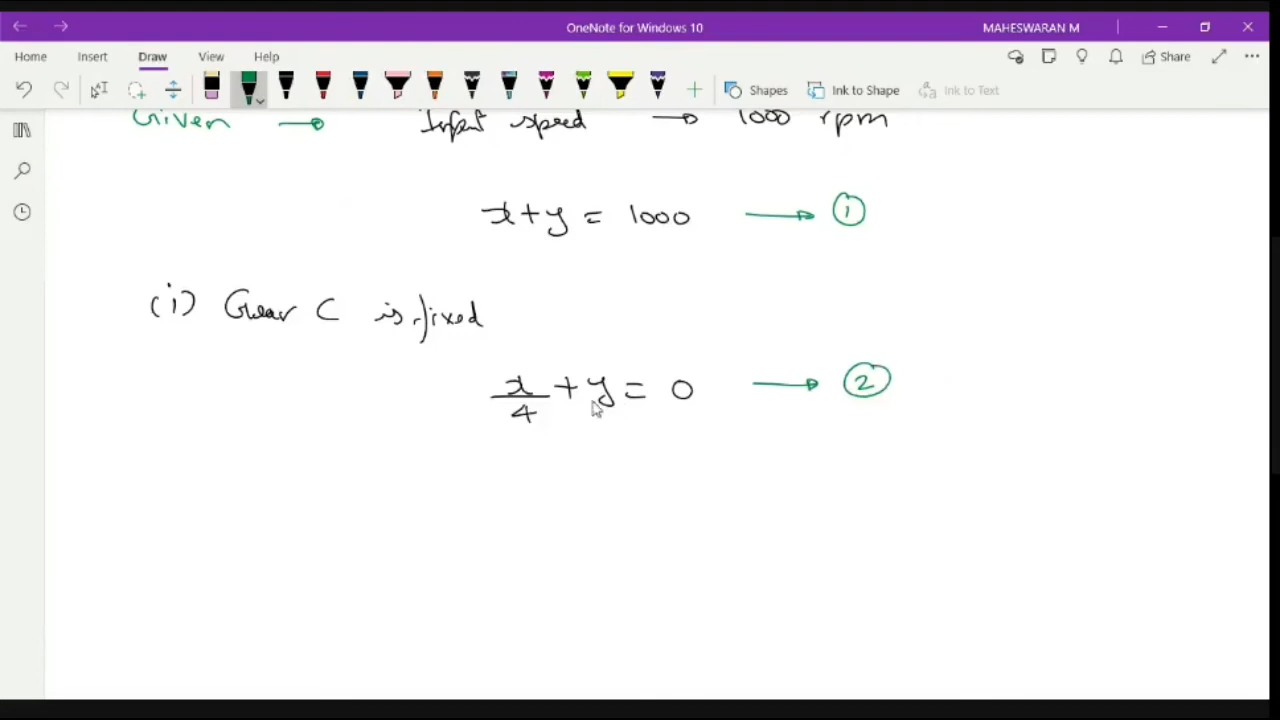 OneNote for Windows 10
MAHESWARAN M
Home Insert Draw View Help
Share
Shapes
Ink to Shape
Ink to Text
Given → Input speed → 1000 rpm
x+y = 1000 → ①
(i) Gear C is fixed
x/4 + y = 0 → ②